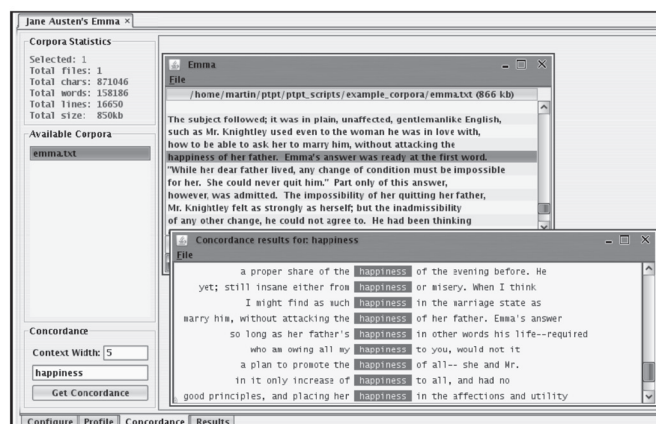 Jane Austen's Emma ×
Corpora Statistics
Selected: 1
Total files: 1
Total chars: 871046
Total words: 158186
Total lines: 16650
Total size: 850kb
Available Corpora
emma.txt
Concordance
Context Width: 5
happiness
Get Concordance
Emma
File
/home/martin/ptpt/ptpt_scripts/example_corpora/emma.txt (866 kb)
The subject followed; it was in plain, unaffected, gentlemanlike English,
such as Mr. Knightley used even to the woman he was in love with,
how to be able to ask her to marry him, without attacking the
happiness of her father. Emma's answer was ready at the first word.
"While her dear father lived, any change of condition must be impossible
for her. She could never quit him." Part only of this answer,
however, was admitted. The impossibility of her quitting her father,
Mr. Knightley felt as strongly as herself; but the inadmissibility
of any other change, he could not agree to. He had been thinking
Concordance results for: happiness
File
a proper share of the happiness of the evening before. He
yet; still insane either from happiness or misery. When I think
I might find as much happiness in the marriage state as
marry him, without attacking the happiness of her father. Emma's answer
so long as her father's happiness in other words his life--required
who am owing all my happiness to you, would not it
a plan to promote the happiness of all-- she and Mr.
in it only increase of happiness to all, and had no
good principles, and placing her happiness in the affections and utility
Configure Profile Concordance Results